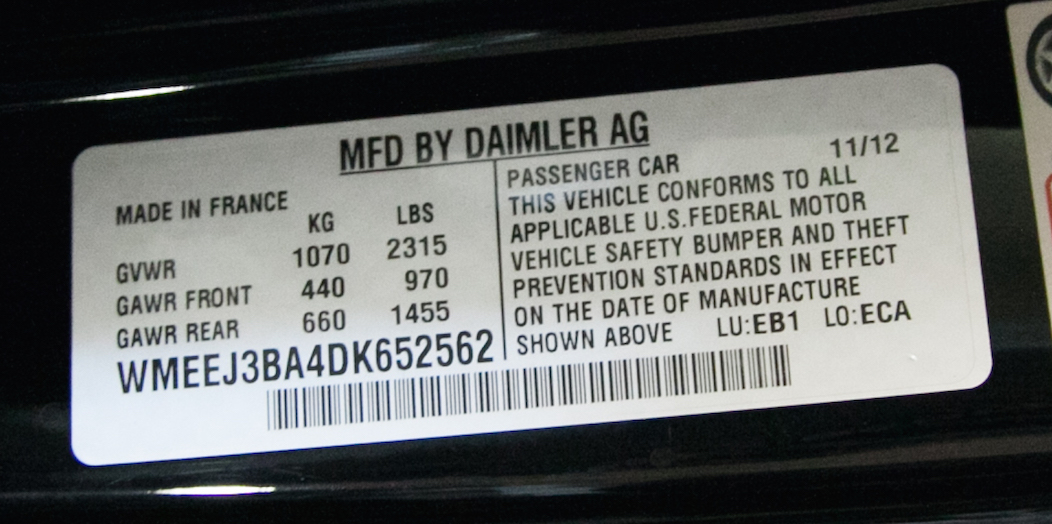 MFD BY DAIMLER AG
MADE IN FRANCE
KG LBS
GVWR 1070 2315
GAWR FRONT 440 970
GAWR REAR 660 1455
WMEEJ3BA4DK652562
PASSENGER CAR 11/12
THIS VEHICLE CONFORMS TO ALL
APPLICABLE U.S.FEDERAL MOTOR
VEHICLE SAFETY BUMPER AND THEFT
PREVENTION STANDARDS IN EFFECT
ON THE DATE OF MANUFACTURE
SHOWN ABOVE LU:EB1 LO:ECA